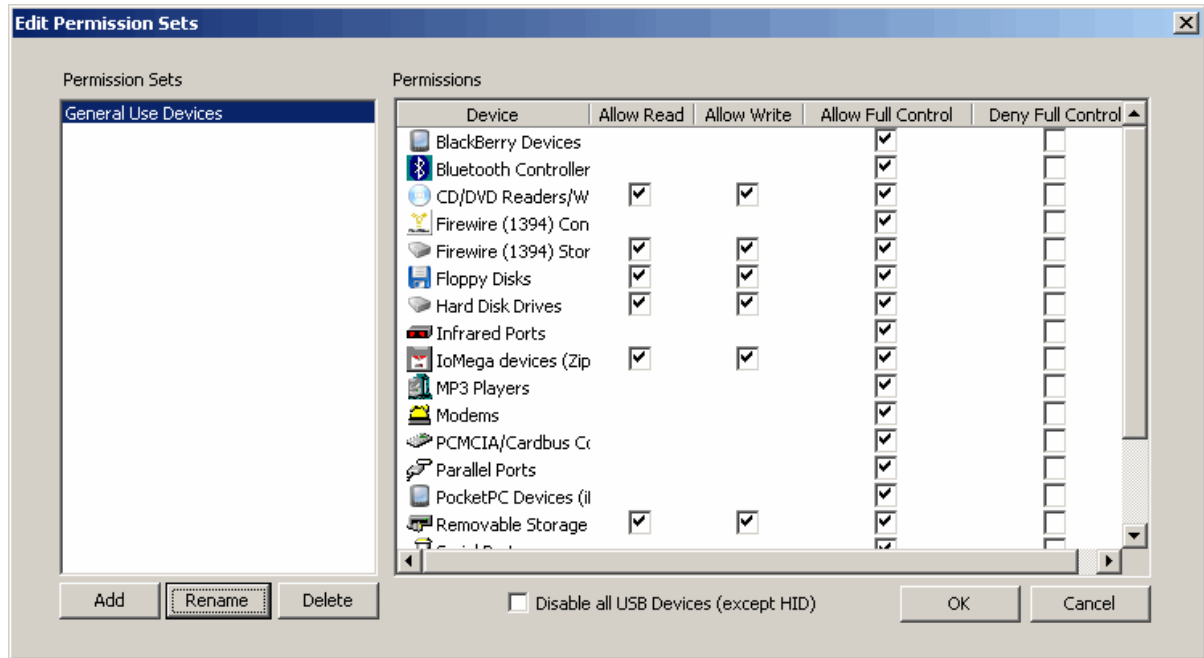 Edit Permission Sets
Permission Sets
Permissions
General Use Devices
Device Allow Read Allow Write Allow Full Control Deny Full Control
BlackBerry Devices
Bluetooth Controller
CD/DVD Readers/W
Firewire (1394) Con
Firewire (1394) Stor
Floppy Disks
Hard Disk Drives
Infrared Ports
IoMega devices (Zip
MP3 Players
Modems
PCMCIA/Cardbus Co
Parallel Ports
PocketPC Devices (i
Removable Storage
Add Rename Delete
Disable all USB Devices (except HID)
OK Cancel